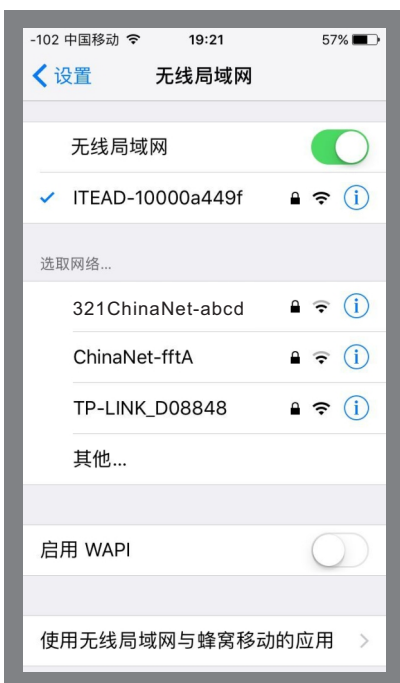 -102 中国移动 19:21 57%
设置 无线局域网
无线局域网
ITEAD-10000a449f
选取网络...
321ChinaNet-abcd
ChinaNet-fftA
TP-LINK_D08848
其他...
启用 WAPI
使用无线局域网与蜂窝移动的应用